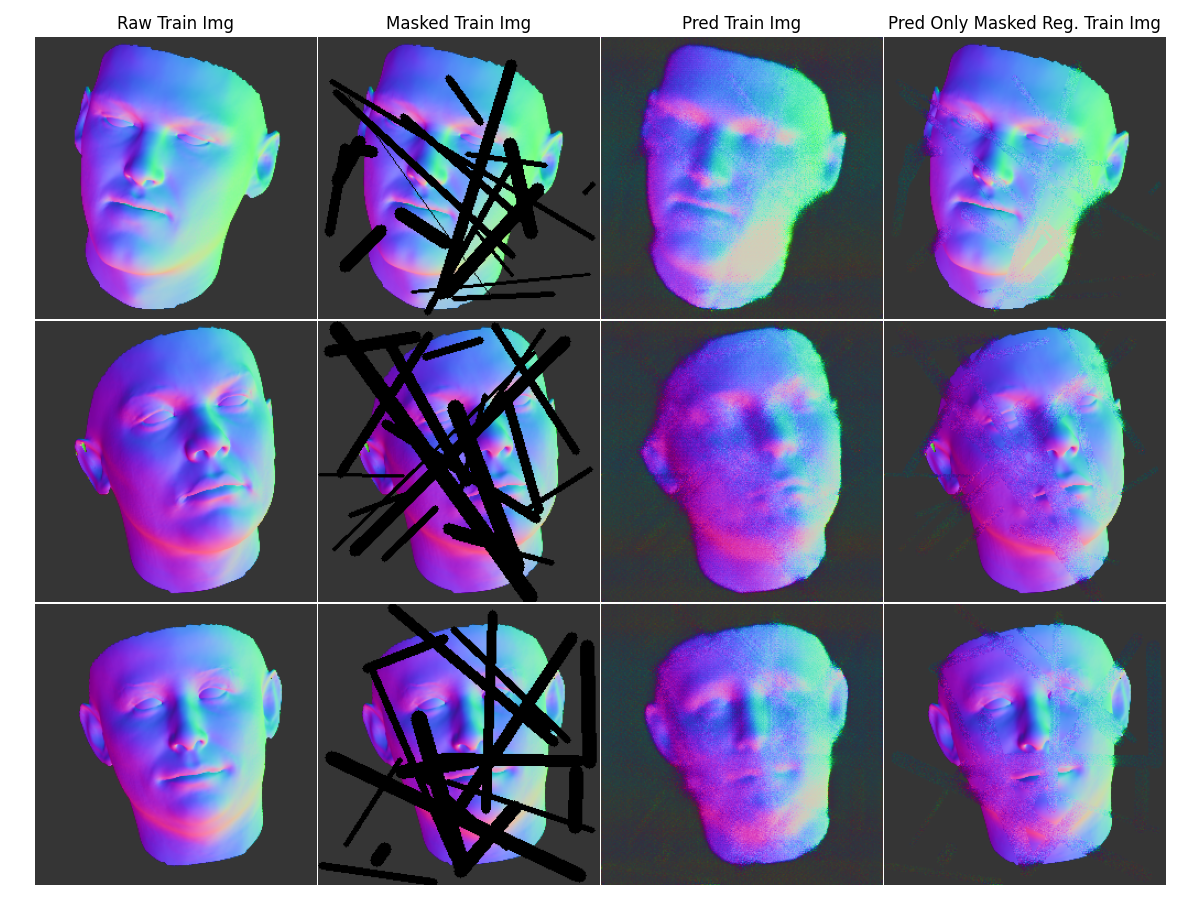 Raw Train Img
Masked Train Img
Pred Train Img
Pred Only Masked Reg. Train Img